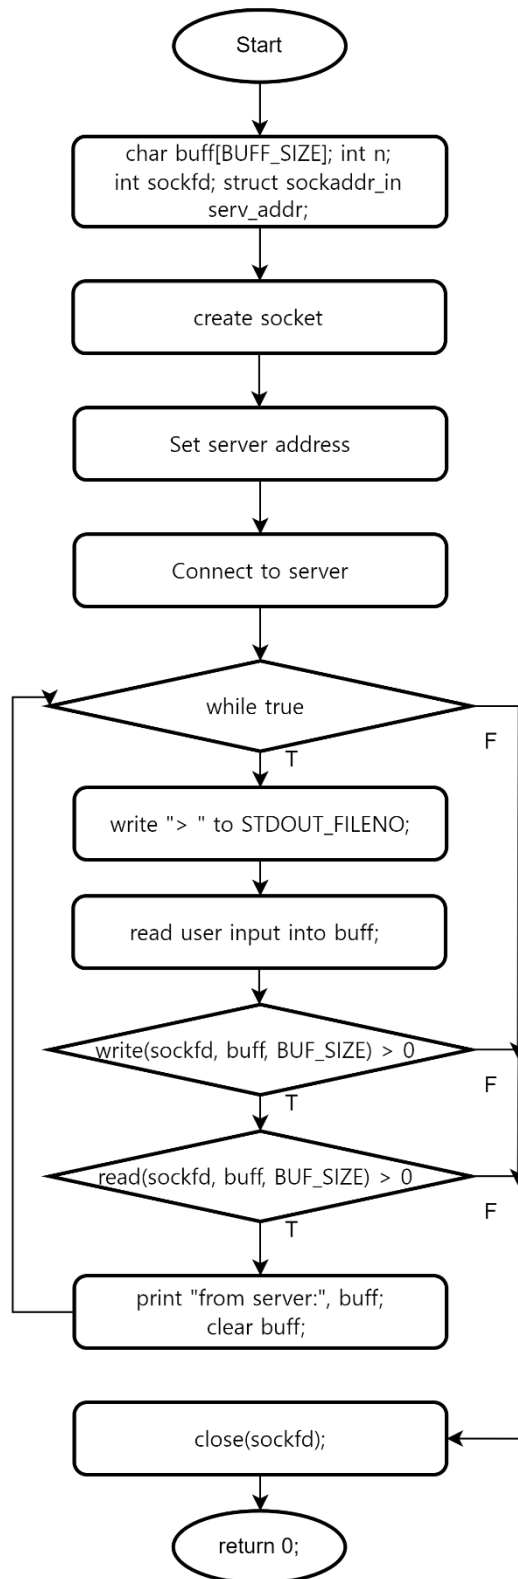 Start
char buff[BUFF_SIZE]; int n;
int sockfd; struct sockaddr_in
serv_addr;
create socket
Set server address
Connect to server
while true
F
T
write "> " to STDOUT_FILENO;
read user input into buff;
write(sockfd, buff, BUF_SIZE) > 0
F
T
read(sockfd, buff, BUF_SIZE) > 0
F
T
print "from server:", buff;
clear buff;
close(sockfd);
return 0;